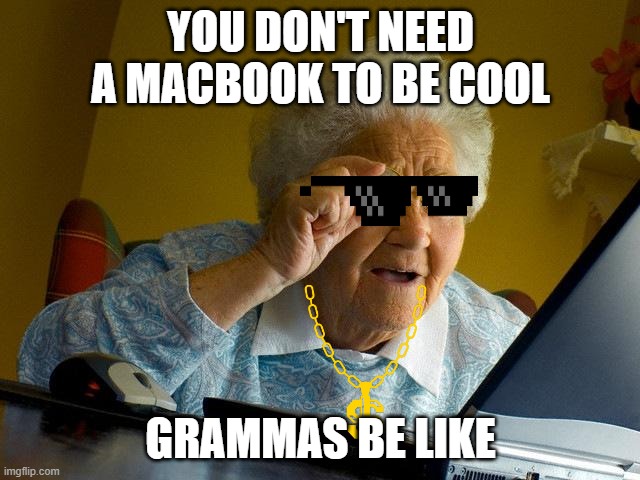 YOU DON'T NEED
A MACBOOK TO BE COOL
GRAMMAS BE LIKE
imgflip.com